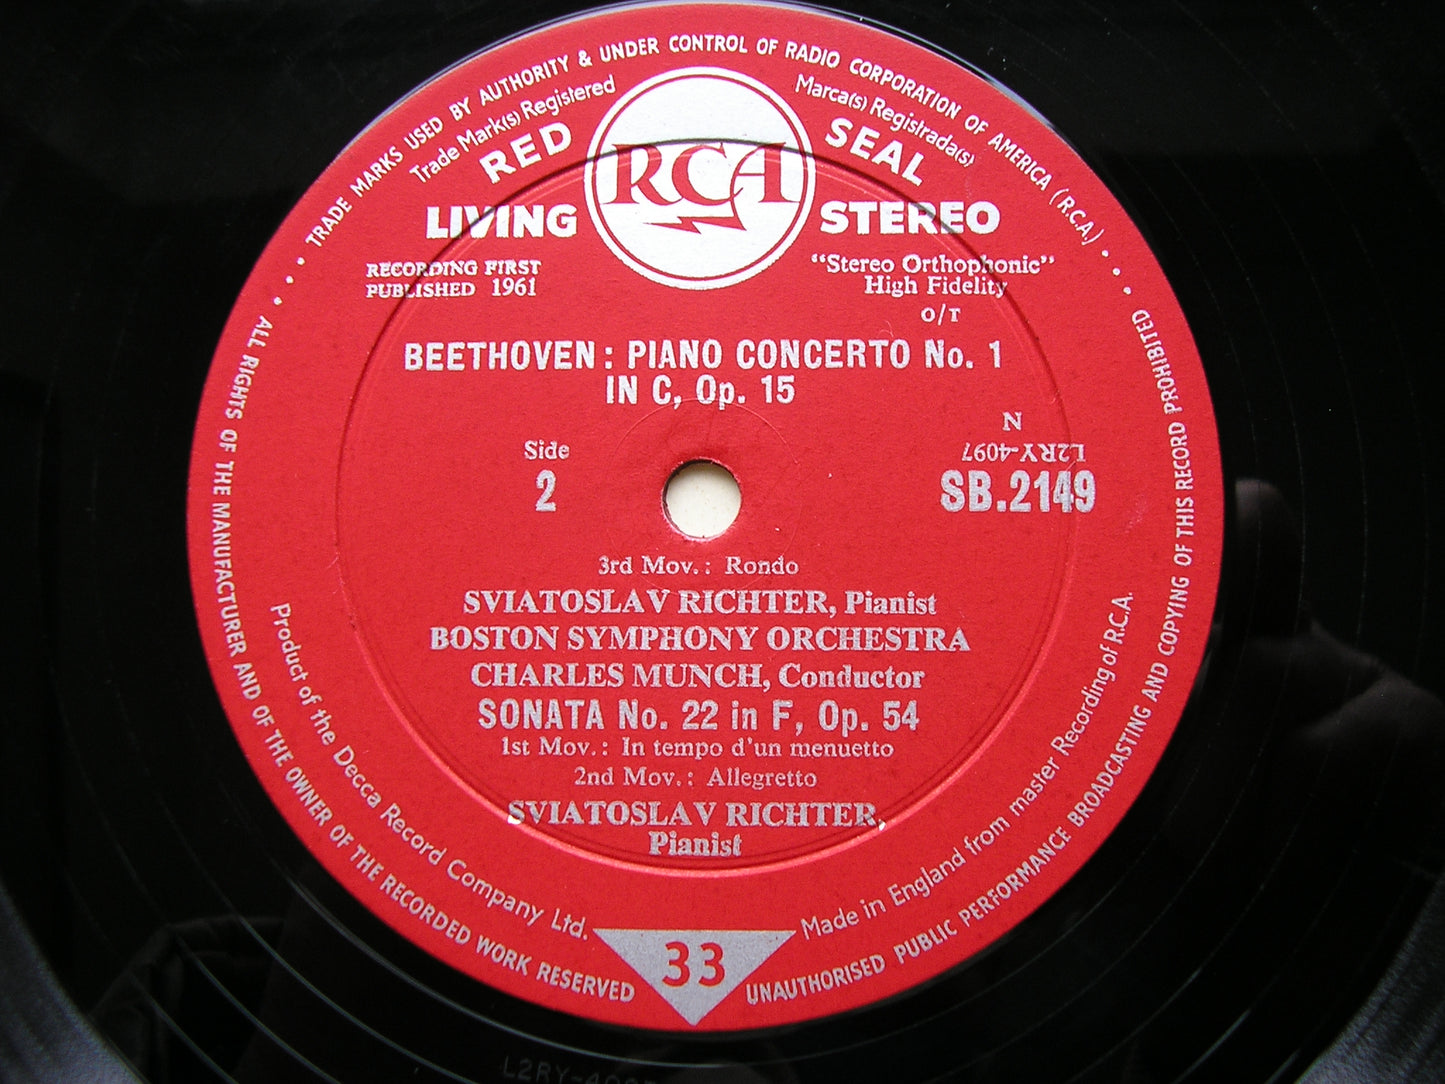 TRADE MARKS USED BY AUTHORITY & UNDER CONTROL OF RADIO CORPORATION OF AMERICA (R.C.A.)
Trade Mark(s) Registered
Marca(s) Registrada(s)
RED SEAL
RCA
LIVING STEREO
RECORDING FIRST
PUBLISHED 1961
"Stereo Orthophonic"
High Fidelity
O/T
BEETHOVEN: PIANO CONCERTO No. 1
IN C, Op. 15
Side
2
N
L2RY-4097
SB.2149
3rd Mov.: Rondo
SVIATOSLAV RICHTER, Pianist
BOSTON SYMPHONY ORCHESTRA
CHARLES MUNCH, Conductor
SONATA No. 22 in F, Op. 54
1st Mov.: In tempo d'un menuetto
2nd Mov.: Allegretto
SVIATOSLAV RICHTER,
Pianist
Product of the Decca Record Company Ltd.
Made in England from master Recording of R.C.A.
33
ALL RIGHTS OF THE MANUFACTURER AND OF THE OWNER OF THE RECORDED WORK RESERVED
UNAUTHORISED PUBLIC PERFORMANCE BROADCASTING AND COPYING OF THIS RECORD PROHIBITED